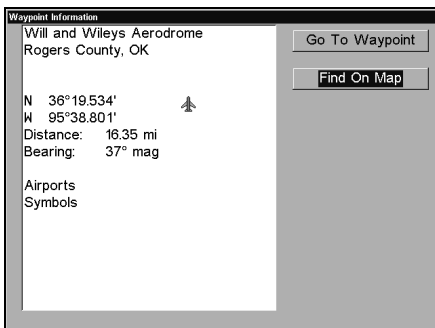 Waypoint Information
Will and Wileys Aerodrome
Rogers County, OK
N 36°19.534'
W 95°38.801'
Distance: 16.35 mi
Bearing: 37° mag
Airports
Symbols
Go To Waypoint
Find On Map